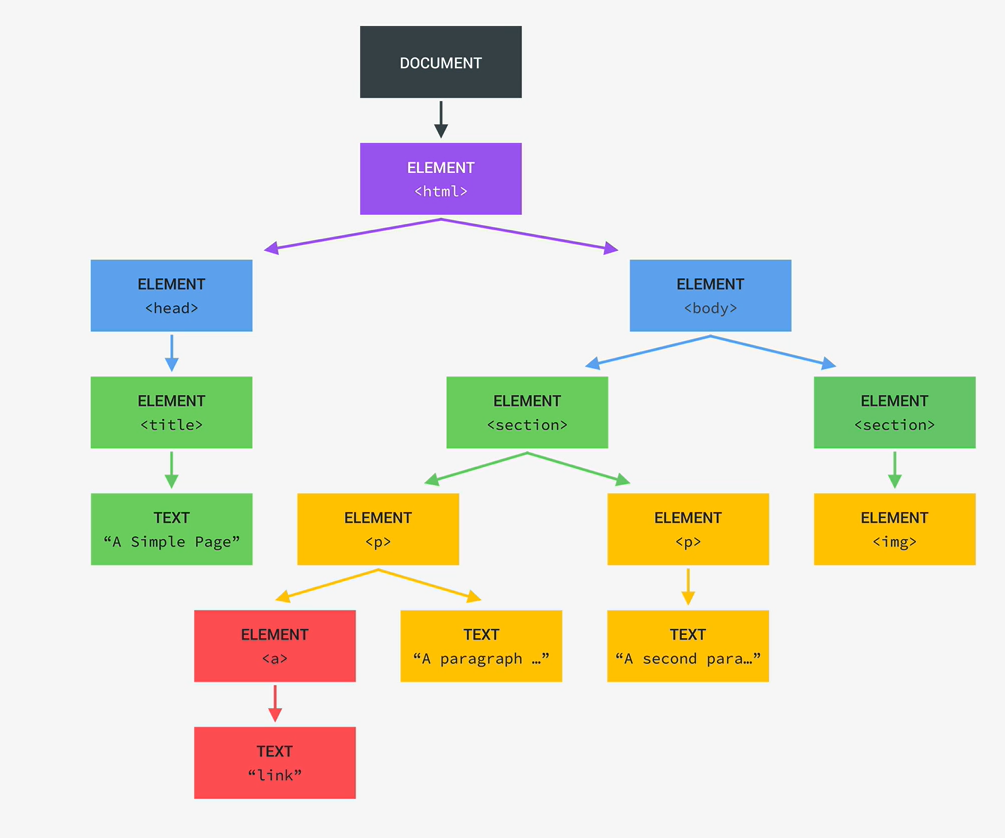 DOCUMENT
ELEMENT
<html>
ELEMENT
<head>
ELEMENT
<body>
ELEMENT
<title>
ELEMENT
<section>
ELEMENT
<section>
TEXT
“A Simple Page”
ELEMENT
<p>
ELEMENT
<p>
ELEMENT
<img>
ELEMENT
<a>
TEXT
“A paragraph …”
TEXT
“A second para…”
TEXT
“link”